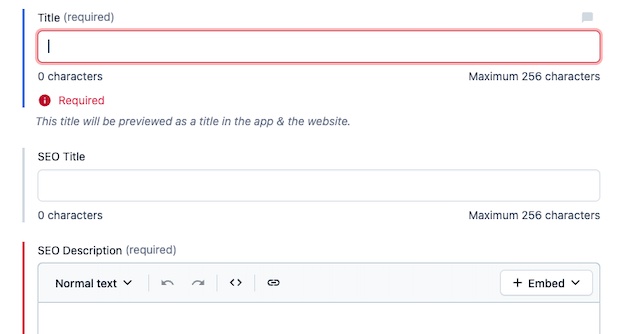 Title (required)
0 characters Maximum 256 characters
Required
This title will be previewed as a title in the app & the website.
SEO Title
0 characters Maximum 256 characters
SEO Description (required)
Normal text + Embed